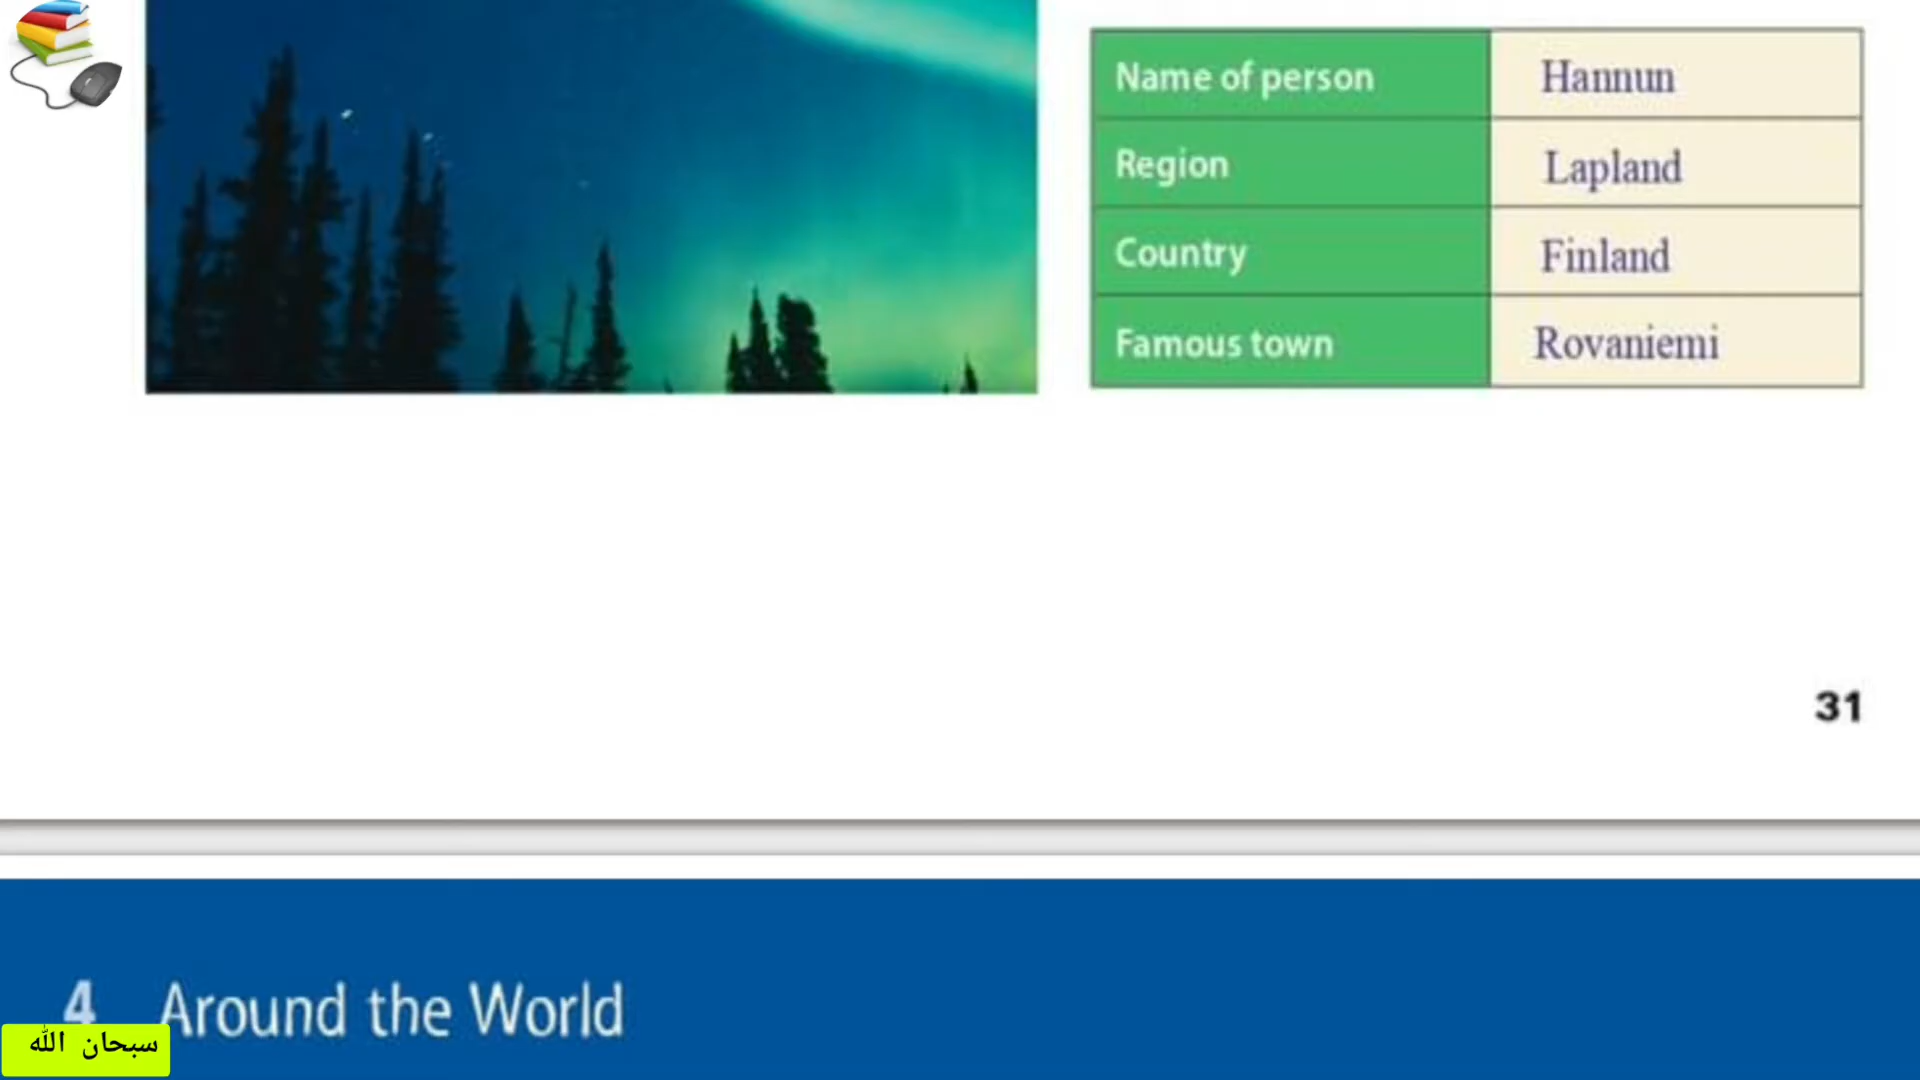 Name of person Hannun
Region Lapland
Country Finland
Famous town Rovaniemi
31
4 Around the World
سبحان الله